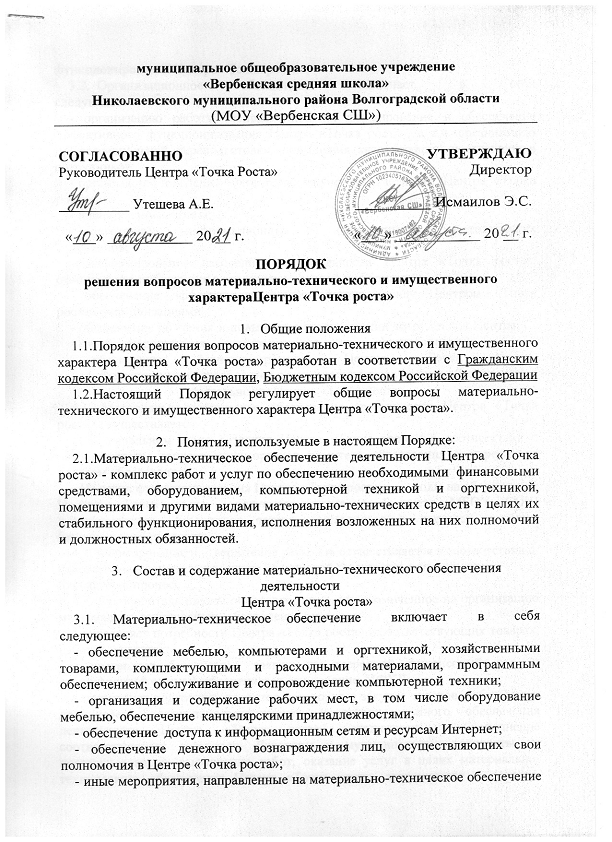 муниципальное общеобразовательное учреждение
«Вербенская средняя школа»
Николаевского муниципального района Волгоградской области
(МОУ «Вербенская СШ»)
СОГЛАСОВАННО
УТВЕРЖДАЮ
Руководитель Центра «Точка Роста»
Директор
Утешева А.Е.
Исмаилов Э.С.
«10» августа 2021 г.
«10» август 2021 г.
«Вербенская СШ»
ПОРЯДОК
решения вопросов материально-технического и имущественного
характераЦентра «Точка роста»
1. Общие положения
1.1.Порядок решения вопросов материально-технического и имущественного
характера Центра «Точка роста» разработан в соответствии с Гражданским
кодексом Российской Федерации, Бюджетным кодексом Российской Федерации
1.2.Настоящий Порядок регулирует общие вопросы материально-
технического и имущественного характера Центра «Точка роста».
2. Понятия, используемые в настоящем Порядке:
2.1.Материально-техническое обеспечение деятельности Центра «Точка
роста» - комплекс работ и услуг по обеспечению необходимыми финансовыми
средствами, оборудованием, компьютерной техникой и оргтехникой,
помещениями и другими видами материально-технических средств в целях их
стабильного функционирования, исполнения возложенных на них полномочий
и должностных обязанностей.
3. Состав и содержание материально-технического обеспечения
деятельности
Центра «Точка роста»
3.1. Материально-техническое обеспечение включает в себя
следующее:
- обеспечение мебелью, компьютерами и оргтехникой, хозяйственными
товарами, комплектующими и расходными материалами, программным
обеспечением; обслуживание и сопровождение компьютерной техники;
- организация и содержание рабочих мест, в том числе оборудование
мебелью, обеспечение канцелярскими принадлежностями;
- обеспечение доступа к информационным сетям и ресурсам Интернет;
- обеспечение денежного вознаграждения лиц, осуществляющих свои
полномочия в Центре «Точка роста»;
- иные мероприятия, направленные на материально-техническое обеспечение